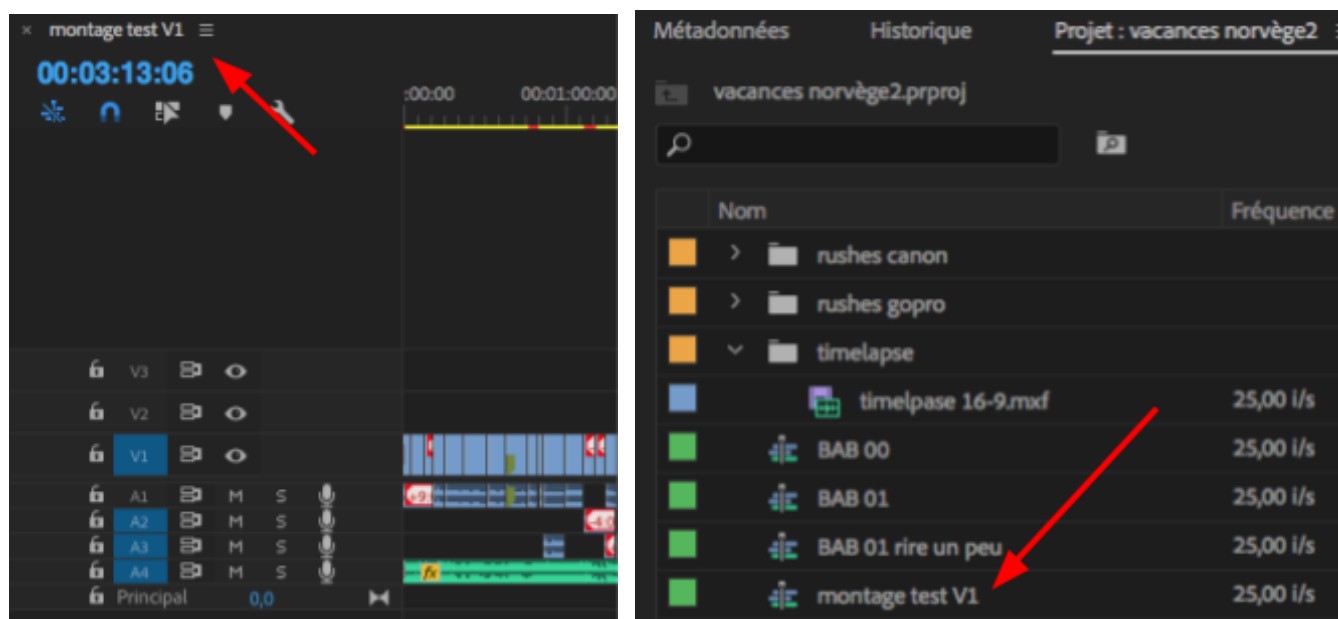 montage test V1
00:03:13:06
:00:00 00:01:00:00
V3
V2
V1
A1 M S
A2 M S
A3 M S
A4 M S
fx
Principal 0,0
Métadonnées Historique Projet : vacances norvège2
vacances norvège2.prproj
Nom Fréquence
rushes canon
rushes gopro
timelapse
timelpase 16-9.mxf 25,00 i/s
BAB 00 25,00 i/s
BAB 01 25,00 i/s
BAB 01 rire un peu 25,00 i/s
montage test V1 25,00 i/s